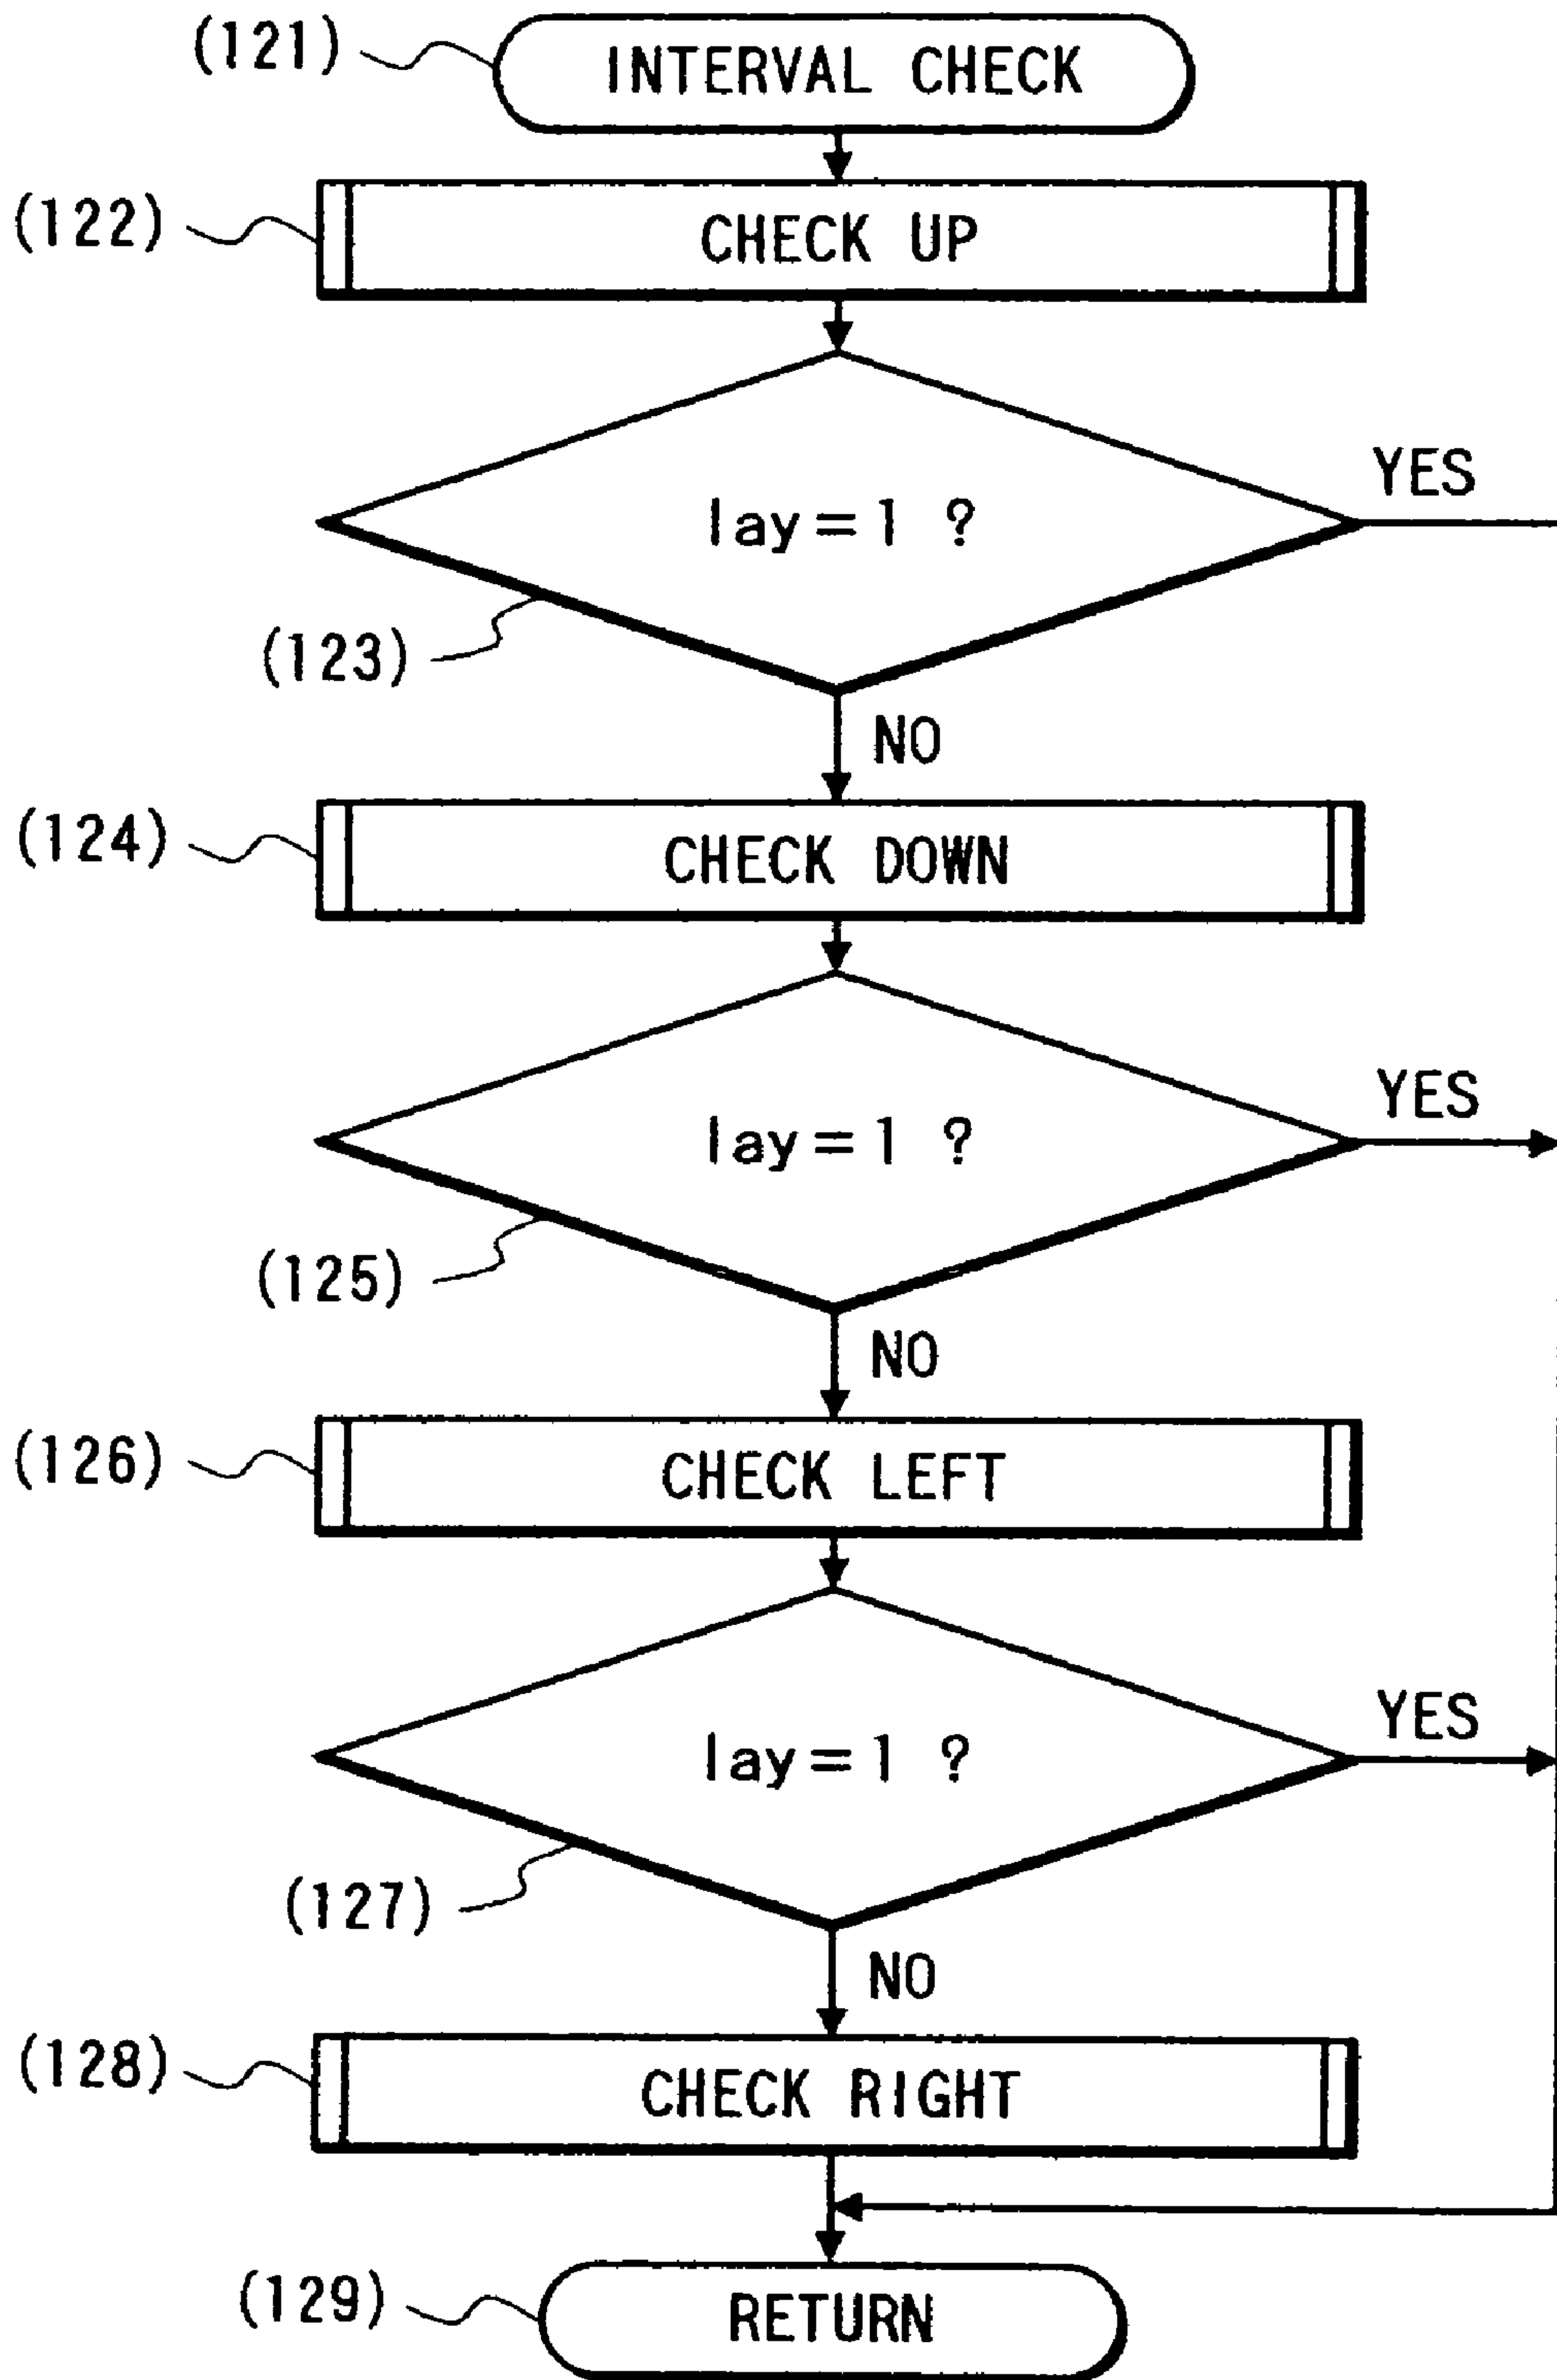 (121) INTERVAL CHECK
(122) CHECK UP
YES
lay=1 ?
(123)
NO
(124) CHECK DOWN
YES
lay=1 ?
(125)
NO
(126) CHECK LEFT
YES
lay=1 ?
(127)
NO
(128) CHECK RIGHT
(129) RETURN